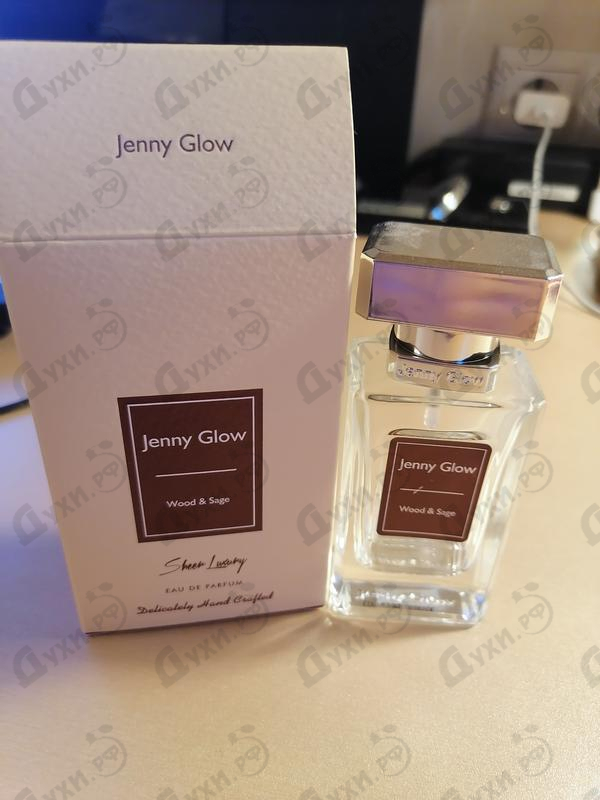 Jenny Glow
Jenny Glow
Wood & Sage
Sheer Luxury
EAU DE PARFUM
Delicately Hand Crafted
Jenny Glow
Jenny Glow
Wood & Sage
Духи.рф